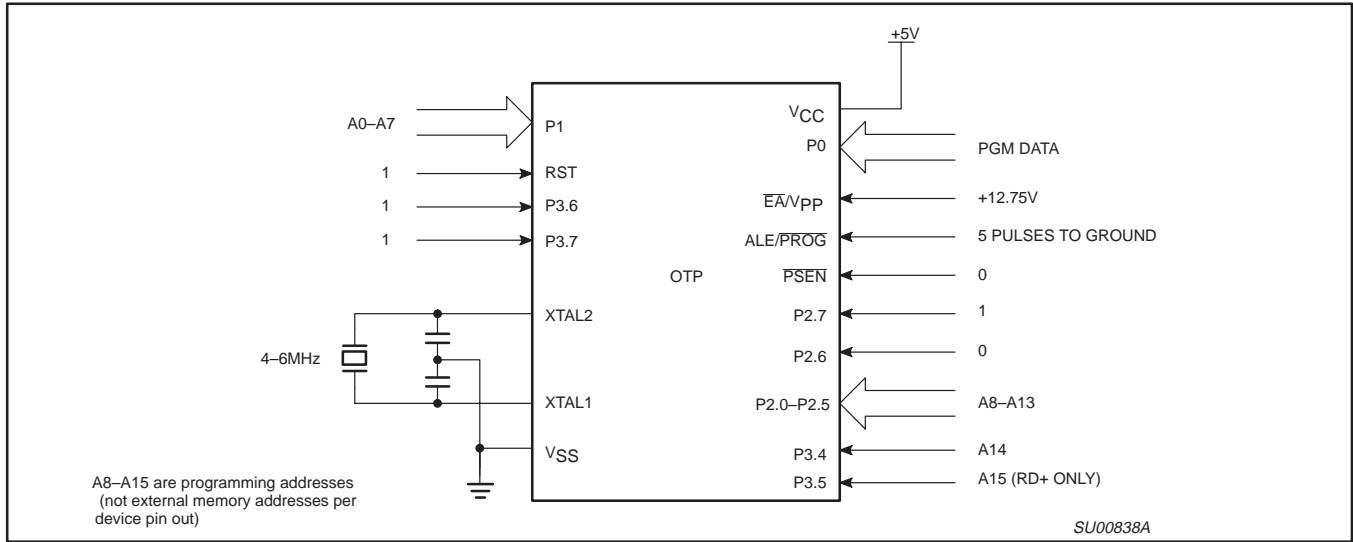 +5V
A0–A7
P1
VCC
P0
PGM DATA
1
RST
1
P3.6
EA/VPP
+12.75V
1
P3.7
ALE/PROG
5 PULSES TO GROUND
OTP
PSEN
0
XTAL2
P2.7
1
4–6MHz
P2.6
0
XTAL1
P2.0–P2.5
A8–A13
VSS
P3.4
A14
P3.5
A15 (RD+ ONLY)
A8–A15 are programming addresses
(not external memory addresses per
device pin out)
SU00838A